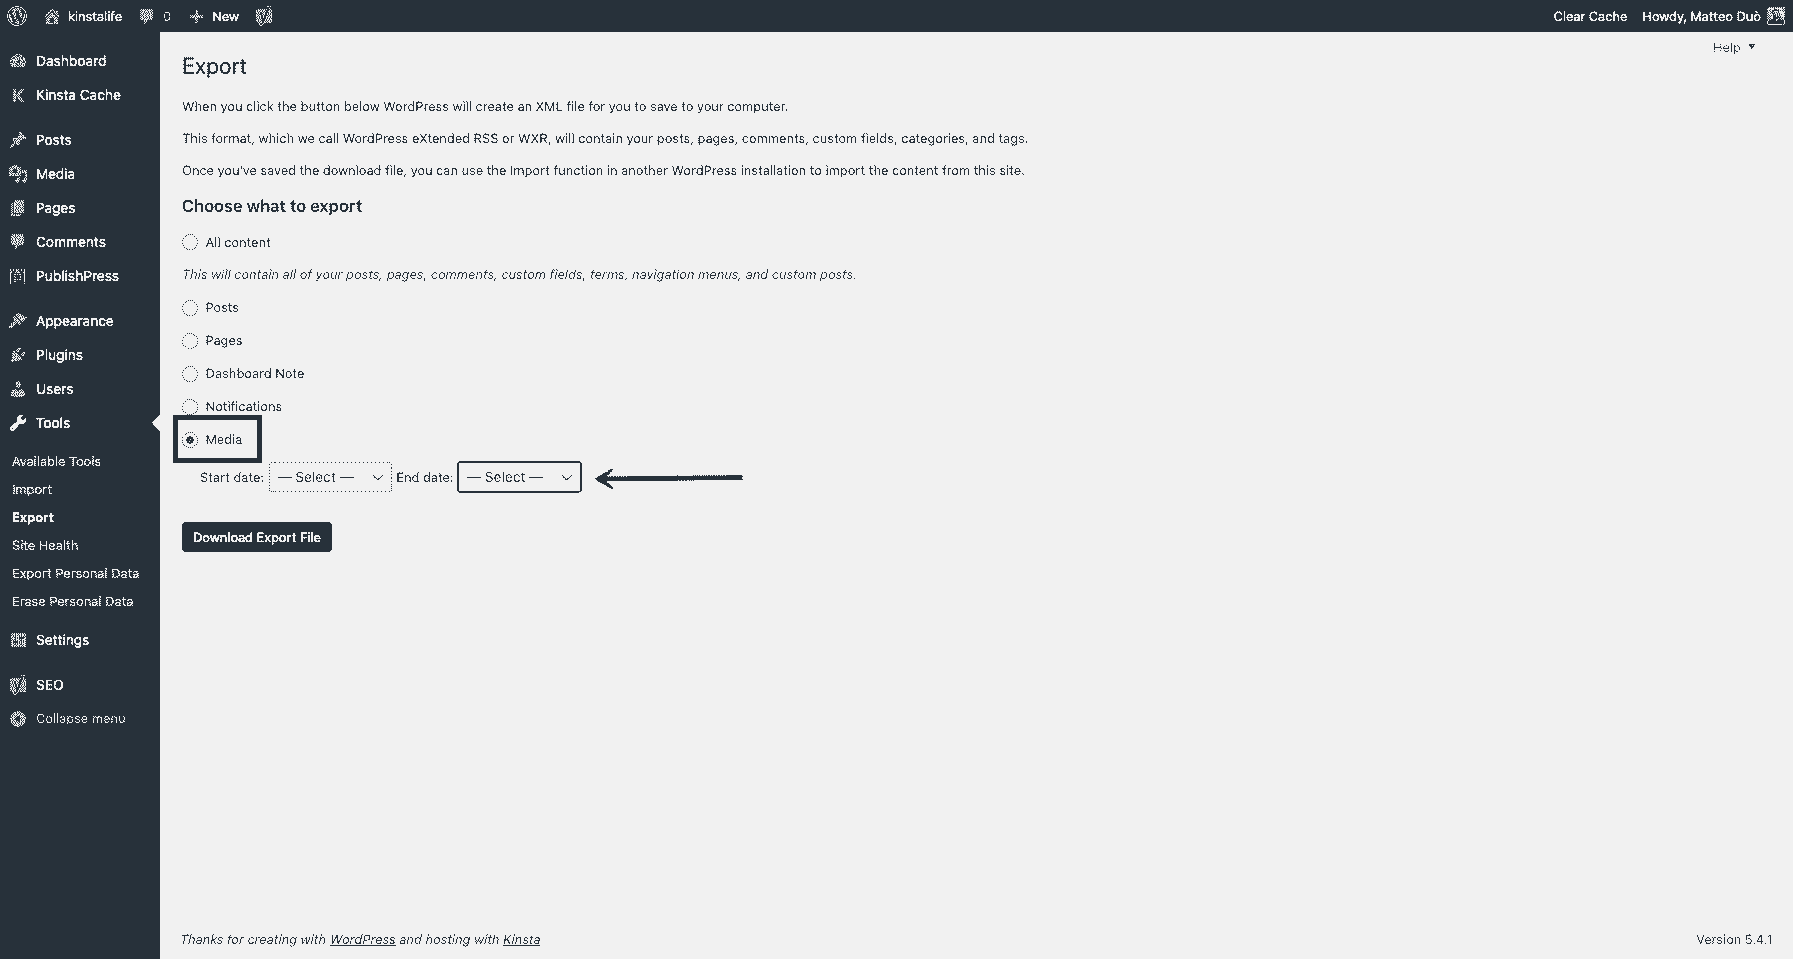 kinstalife 0 New Clear Cache Howdy, Matteo Duò
Help
Dashboard
Kinsta Cache
Posts
Media
Pages
Comments
PublishPress
Appearance
Plugins
Users
Tools
Available Tools
Import
Export
Site Health
Export Personal Data
Erase Personal Data
Settings
SEO
Collapse menu
Export
When you click the button below WordPress will create an XML file for you to save to your computer.
This format, which we call WordPress eXtended RSS or WXR, will contain your posts, pages, comments, custom fields, categories, and tags.
Once you've saved the download file, you can use the Import function in another WordPress installation to import the content from this site.
Choose what to export
All content
This will contain all of your posts, pages, comments, custom fields, terms, navigation menus, and custom posts.
Posts
Pages
Dashboard Note
Notifications
Media
Start date: — Select — End date: — Select —
Download Export File
Thanks for creating with WordPress and hosting with Kinsta
Version 5.4.1